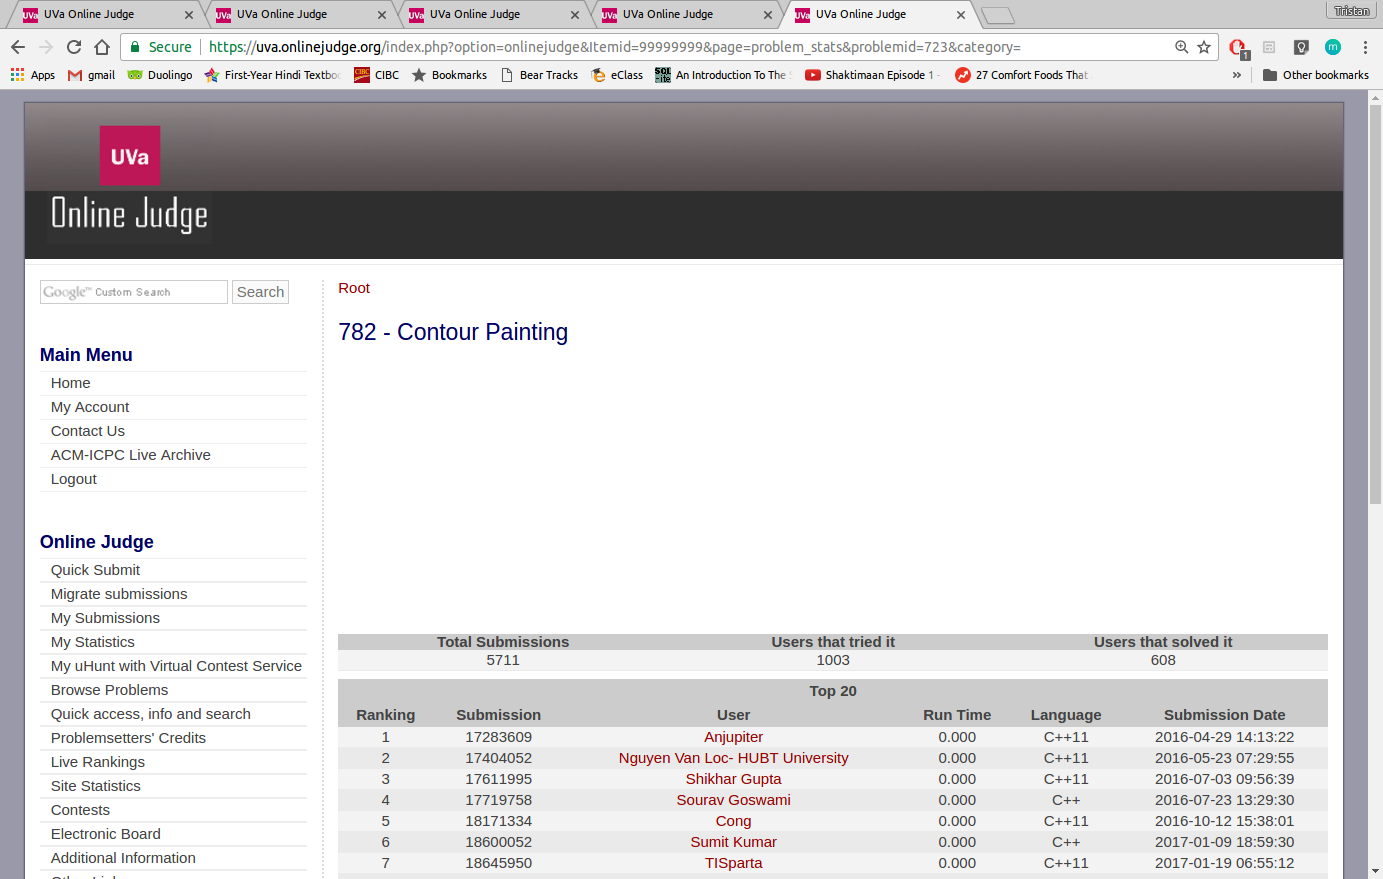 UVa Online Judge UVa Online Judge UVa Online Judge UVa Online Judge UVa Online Judge Tristan
Secure https://uva.onlinejudge.org/index.php?option=onlinejudge&Itemid=99999999&page=problem_stats&problemid=723&category= 1 m
Apps gmail Duolingo First-Year Hindi Textbo CIBC Bookmarks Bear Tracks eClass An Introduction To The Shaktimaan Episode 1 - 27 Comfort Foods That » Other bookmarks
UVa
Online Judge
Google™ Custom Search Search
Root
782 - Contour Painting
Main Menu
Home
My Account
Contact Us
ACM-ICPC Live Archive
Logout
Online Judge
Quick Submit
Migrate submissions
My Submissions
My Statistics
My uHunt with Virtual Contest Service
Browse Problems
Quick access, info and search
Problemsetters' Credits
Live Rankings
Site Statistics
Contests
Electronic Board
Additional Information
Total Submissions Users that tried it Users that solved it
5711 1003 608
Top 20
Ranking Submission User Run Time Language Submission Date
1 17283609 Anjupiter 0.000 C++11 2016-04-29 14:13:22
2 17404052 Nguyen Van Loc- HUBT University 0.000 C++11 2016-05-23 07:29:55
3 17611995 Shikhar Gupta 0.000 C++11 2016-07-03 09:56:39
4 17719758 Sourav Goswami 0.000 C++ 2016-07-23 13:29:30
5 18171334 Cong 0.000 C++11 2016-10-12 15:38:01
6 18600052 Sumit Kumar 0.000 C++ 2017-01-09 18:59:30
7 18645950 TISparta 0.000 C++11 2017-01-19 06:55:12